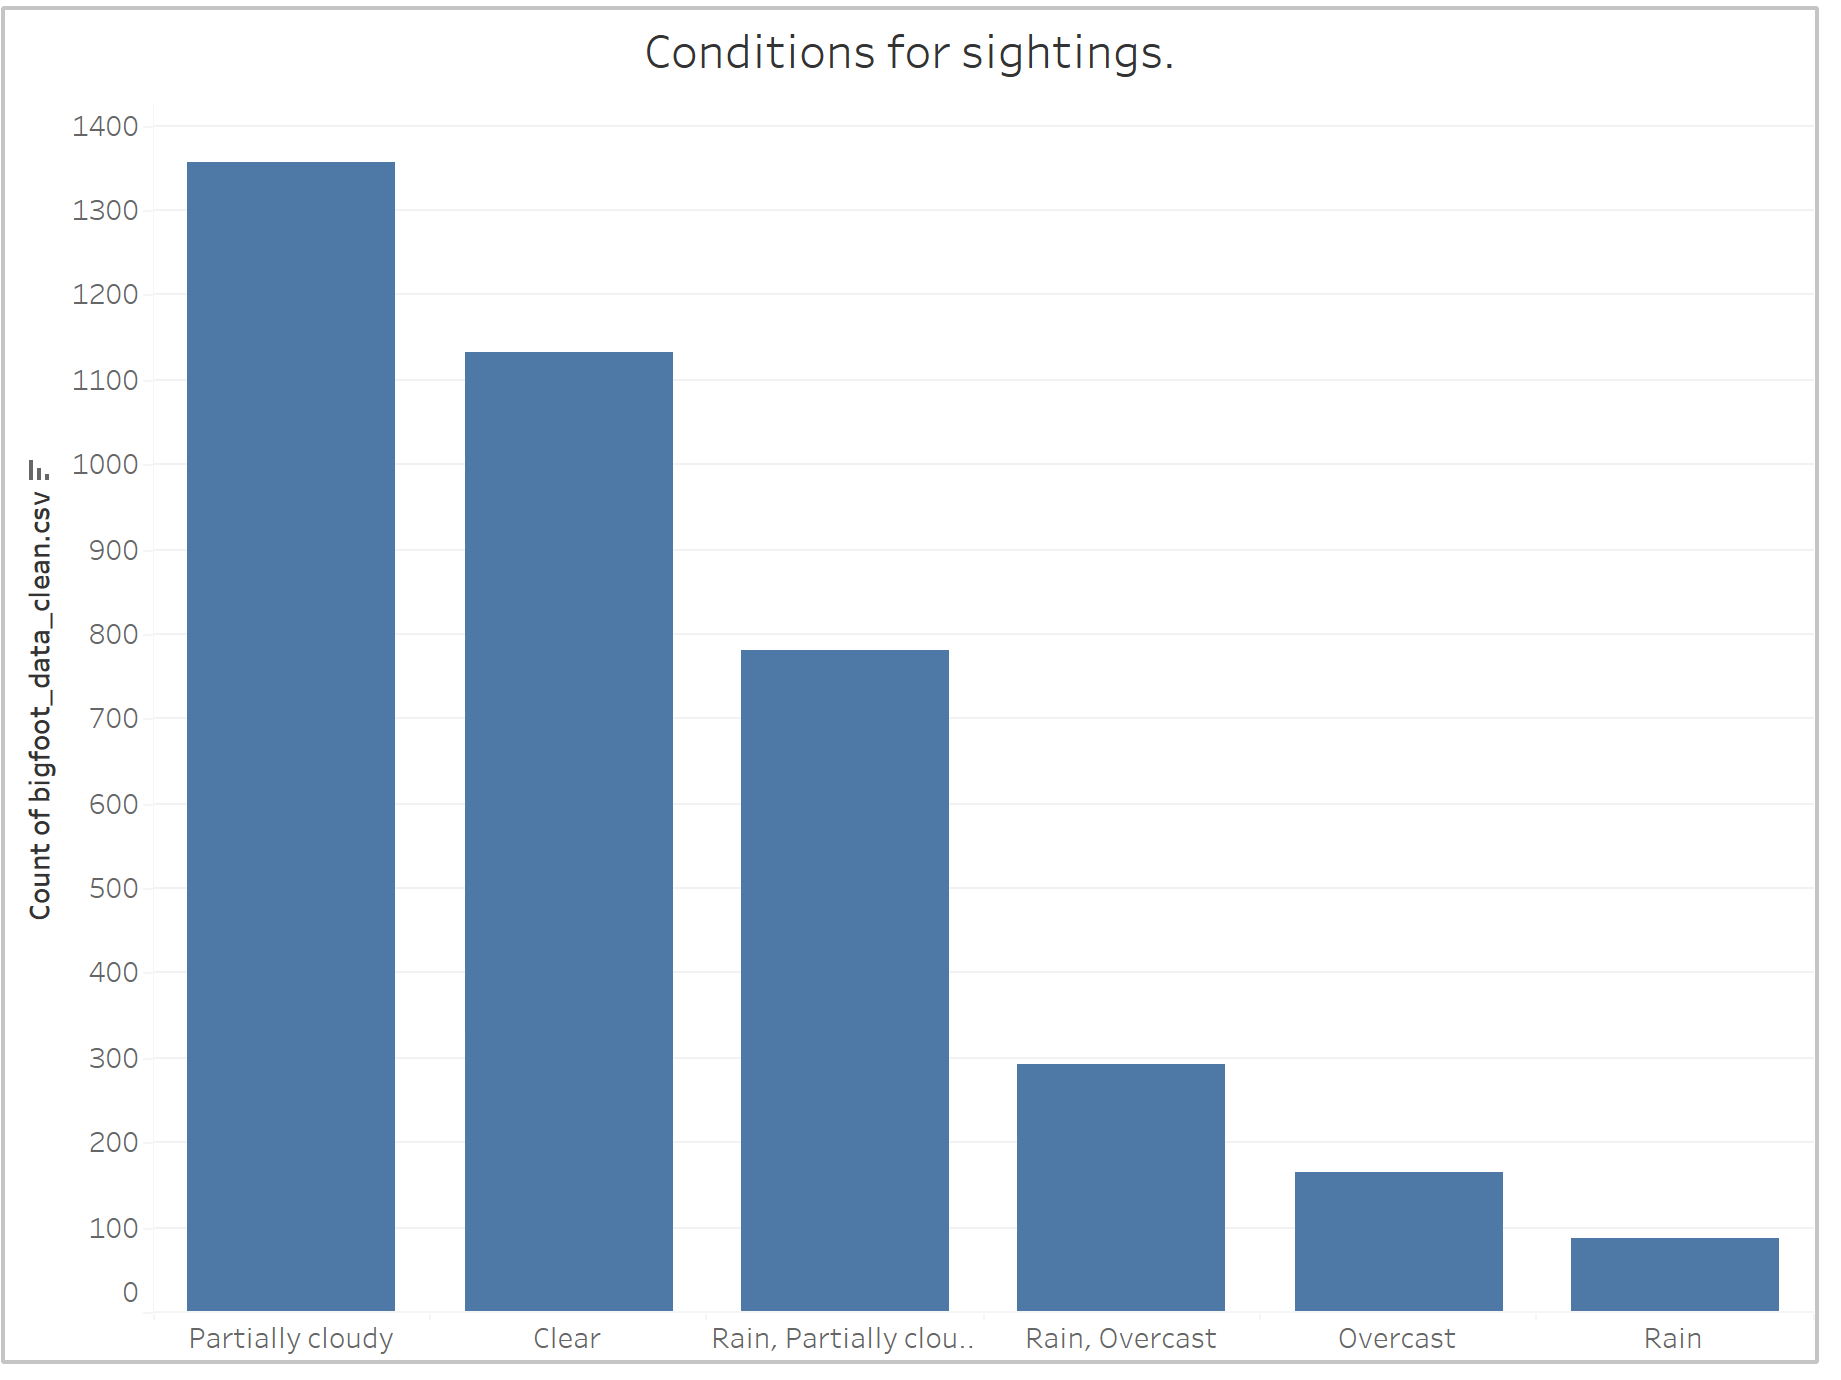 Conditions for sightings.
1400
1300
1200
1100
1000
900
800
700
600
500
400
300
200
100
0
Count of bigfoot_data_clean.csv
Partially cloudy
Clear
Rain, Partially clou..
Rain, Overcast
Overcast
Rain